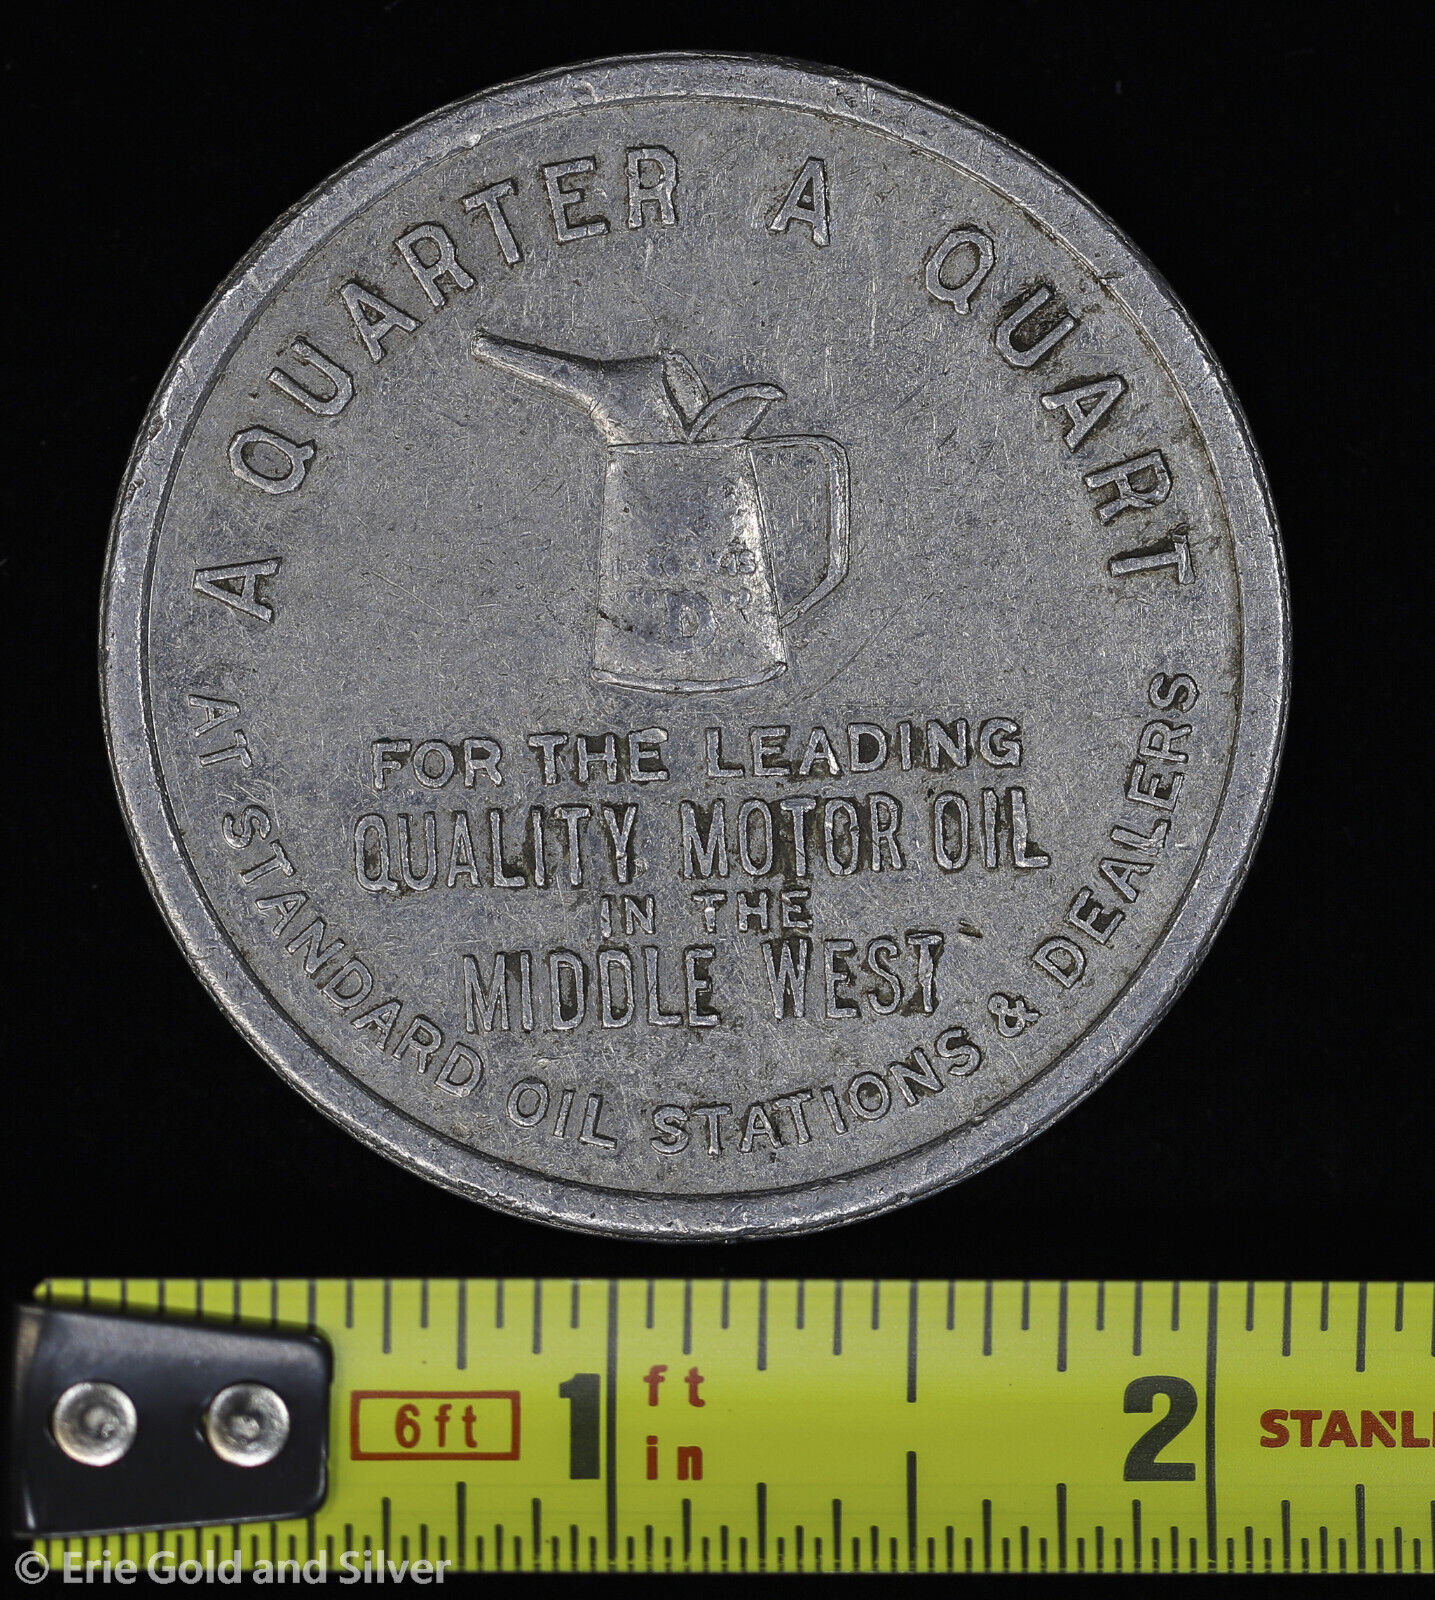 A QUARTER A QUART
"D"
FOR THE LEADING
QUALITY MOTOR OIL
IN THE
MIDDLE WEST
AT STANDARD OIL STATIONS & DEALERS
1 ft 2
6ft in STANL
© Erie Gold and Silver